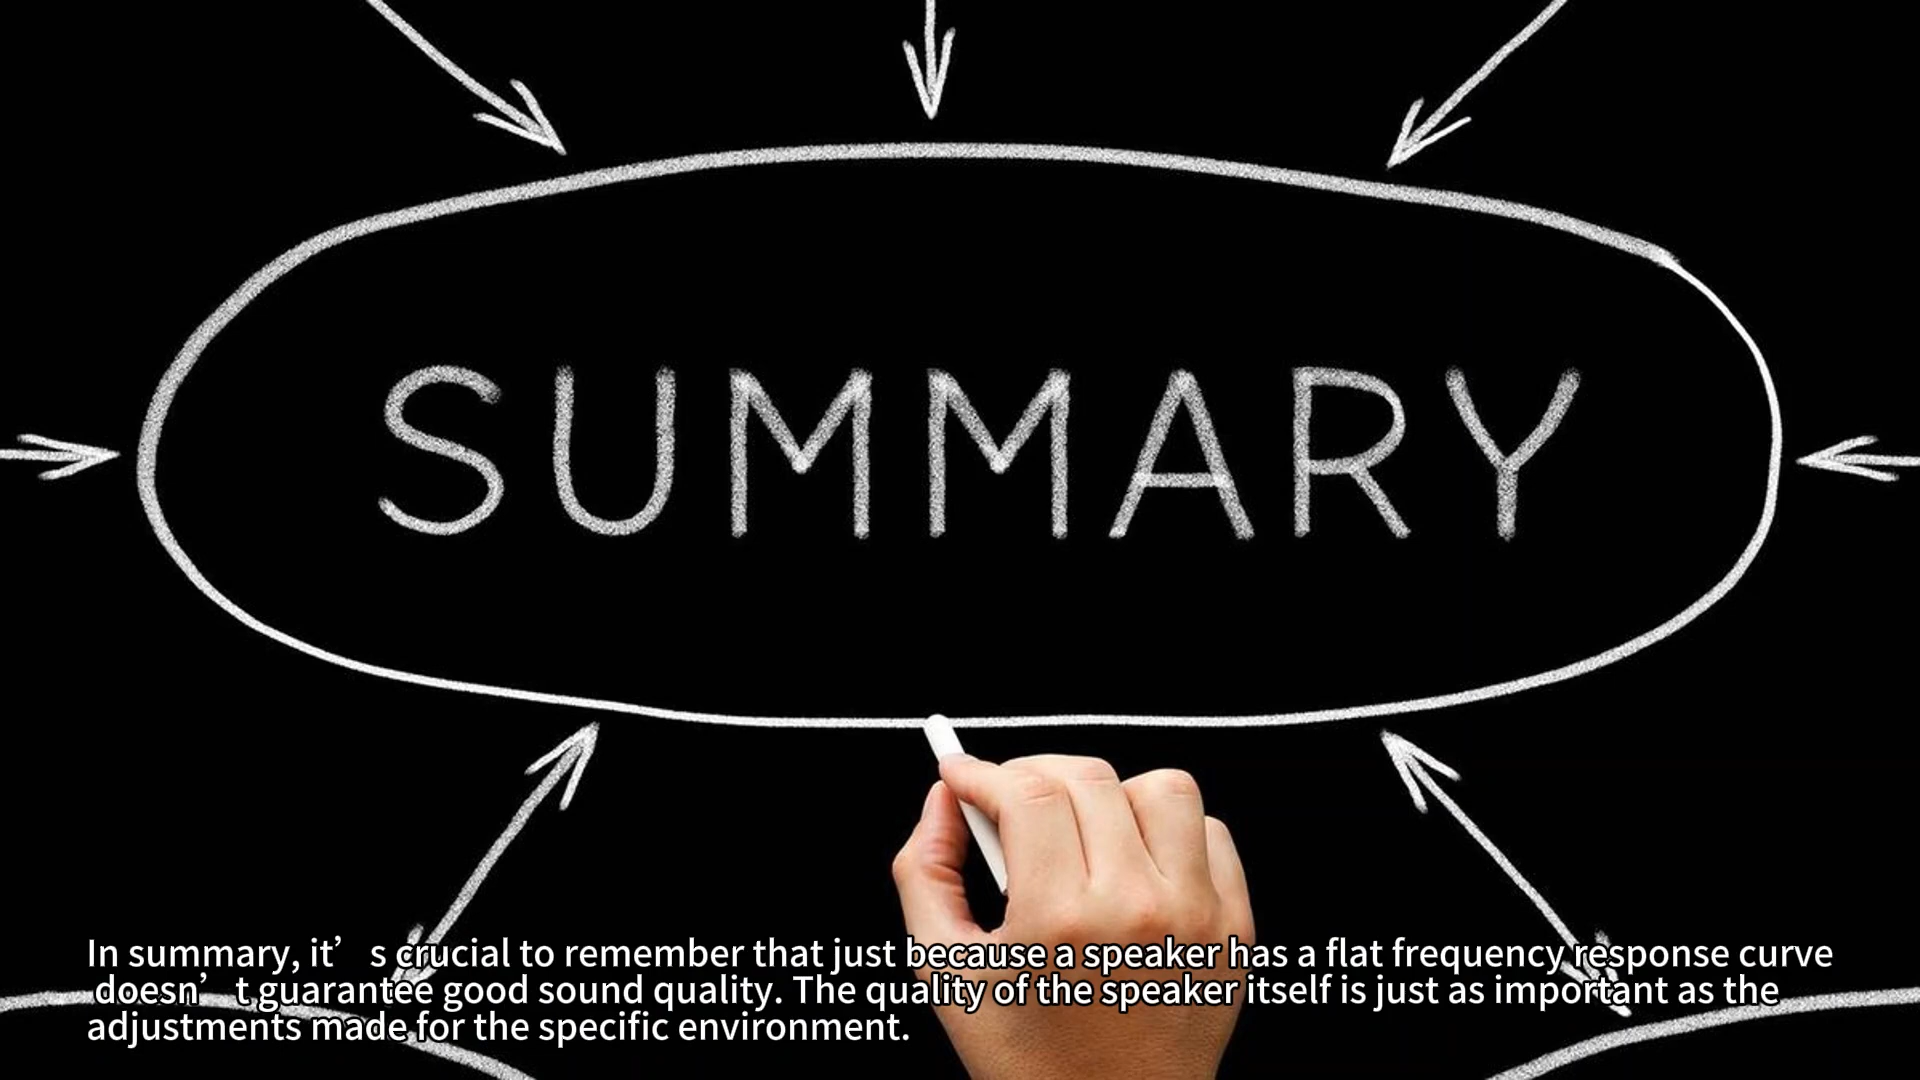 SUMMARY
In summary, it’s crucial to remember that just because a speaker has a flat frequency response curve
doesn’t guarantee good sound quality. The quality of the speaker itself is just as important as the
adjustments made for the specific environment.